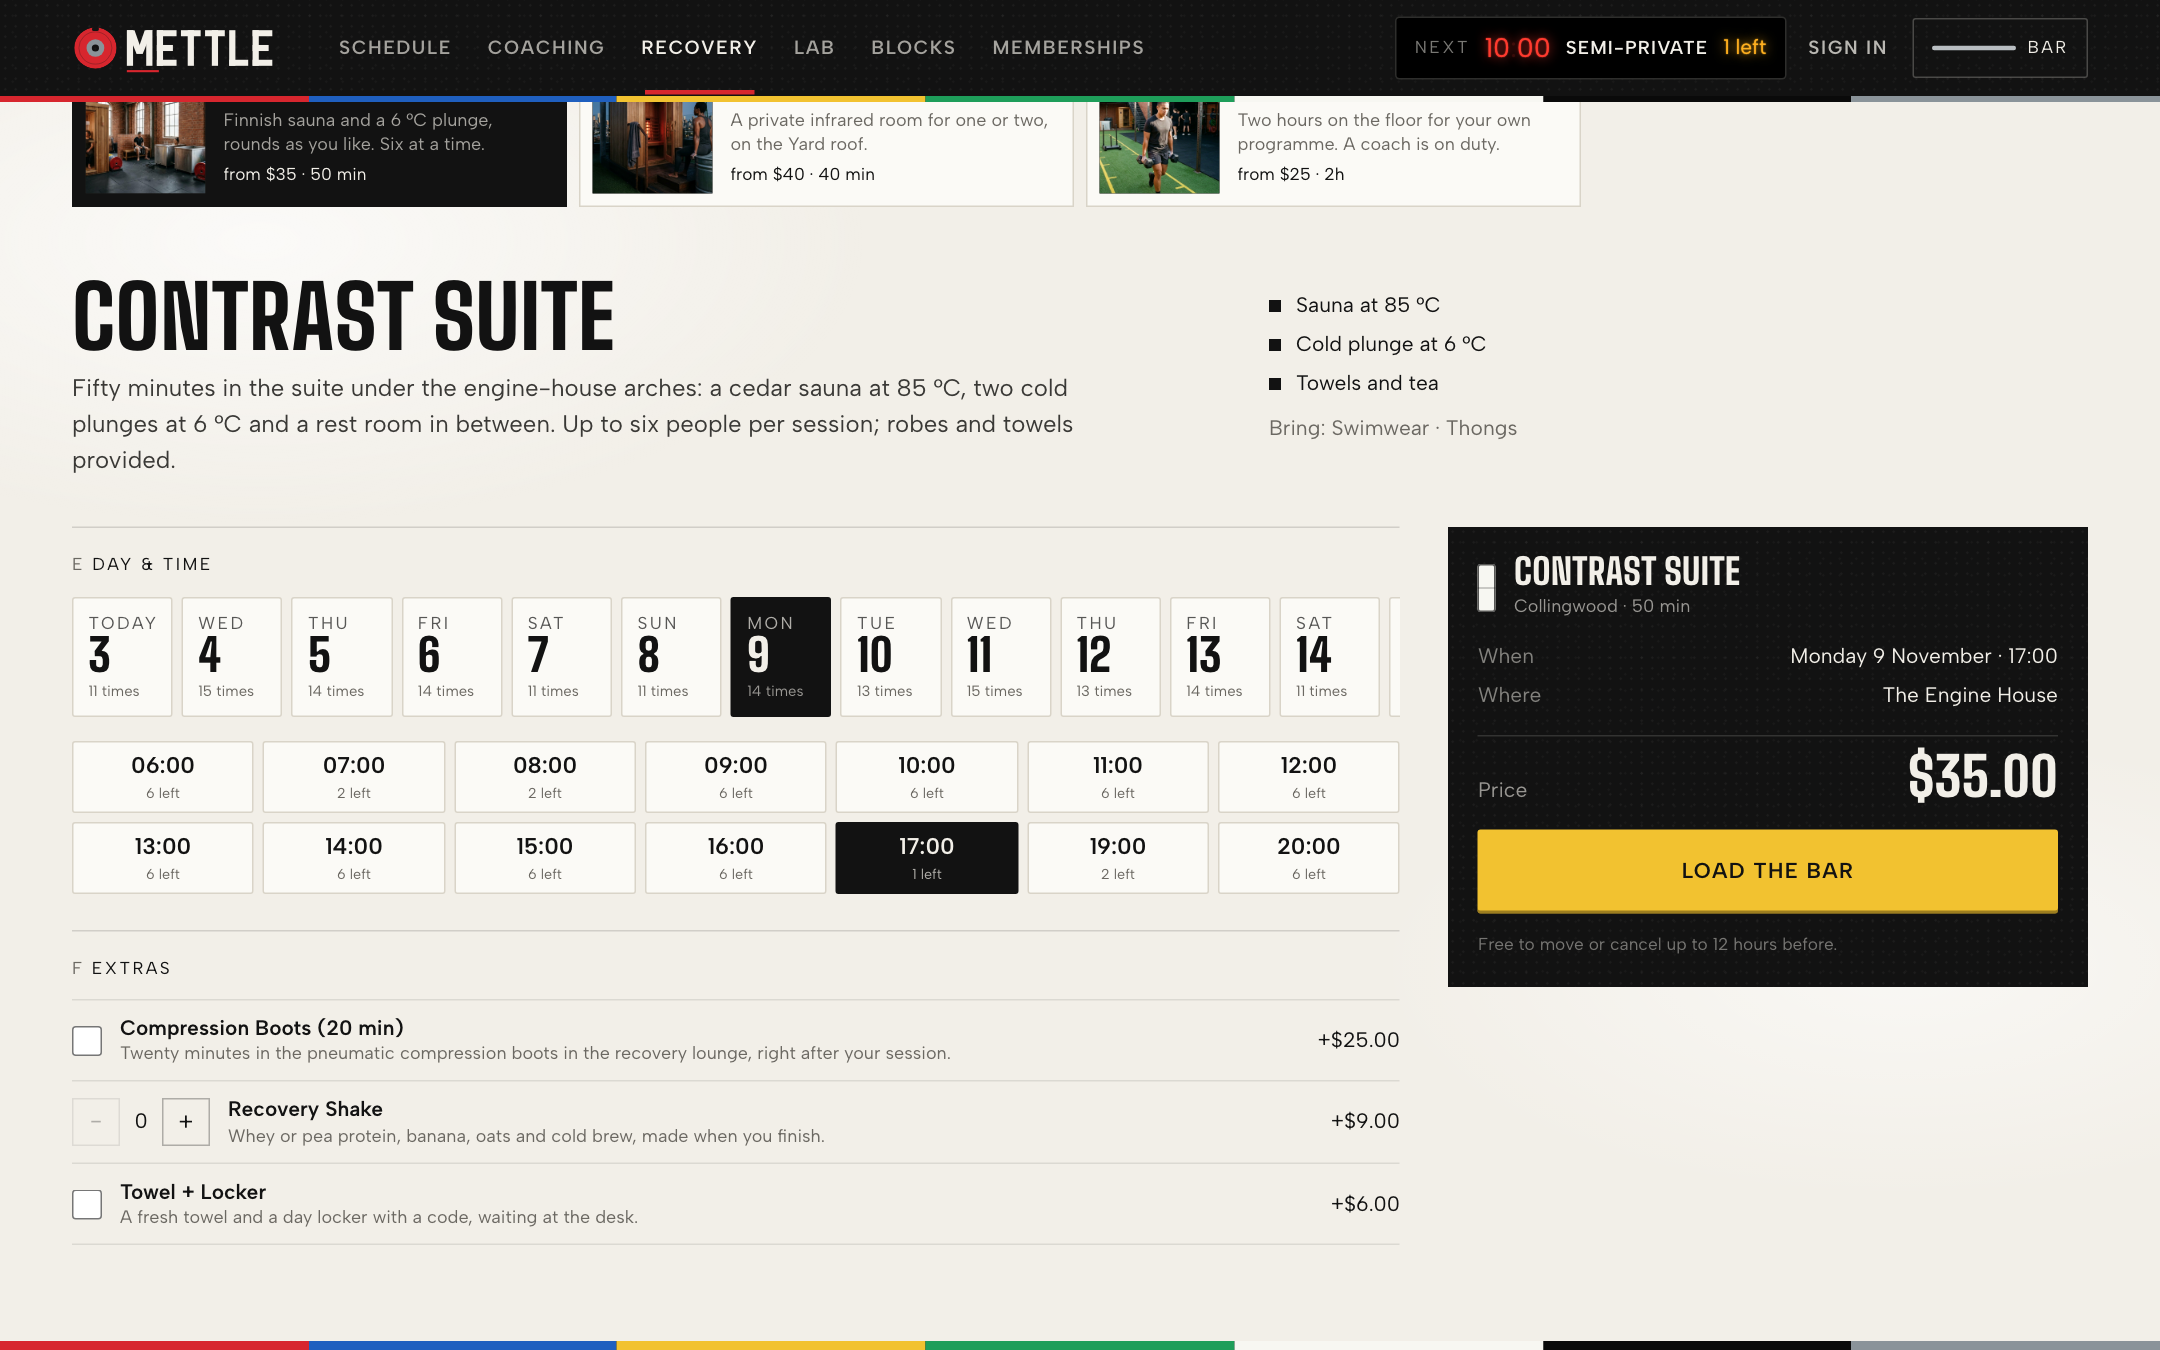 METTLE
SCHEDULE COACHING RECOVERY LAB BLOCKS MEMBERSHIPS
NEXT 10 00 SEMI-PRIVATE 1 left
SIGN IN
BAR
Finnish sauna and a 6 °C plunge,
rounds as you like. Six at a time.
from $35 · 50 min
A private infrared room for one or two,
on the Yard roof.
from $40 · 40 min
Two hours on the floor for your own
programme. A coach is on duty.
from $25 · 2h
CONTRAST SUITE
Fifty minutes in the suite under the engine-house arches: a cedar sauna at 85 °C, two cold
plunges at 6 °C and a rest room in between. Up to six people per session; robes and towels
provided.
Sauna at 85 °C
Cold plunge at 6 °C
Towels and tea
Bring: Swimwear · Thongs
E DAY & TIME
TODAY
3
11 times
WED
4
15 times
THU
5
14 times
FRI
6
14 times
SAT
7
11 times
SUN
8
11 times
MON
9
14 times
TUE
10
13 times
WED
11
15 times
THU
12
13 times
FRI
13
14 times
SAT
14
11 times
06:00
6 left
07:00
2 left
08:00
2 left
09:00
6 left
10:00
6 left
11:00
6 left
12:00
6 left
13:00
6 left
14:00
6 left
15:00
6 left
16:00
6 left
17:00
1 left
19:00
2 left
20:00
6 left
F EXTRAS
Compression Boots (20 min)
Twenty minutes in the pneumatic compression boots in the recovery lounge, right after your session.
+$25.00
− 0 +
Recovery Shake
Whey or pea protein, banana, oats and cold brew, made when you finish.
+$9.00
Towel + Locker
A fresh towel and a day locker with a code, waiting at the desk.
+$6.00
CONTRAST SUITE
Collingwood · 50 min
When Monday 9 November · 17:00
Where The Engine House
Price $35.00
LOAD THE BAR
Free to move or cancel up to 12 hours before.